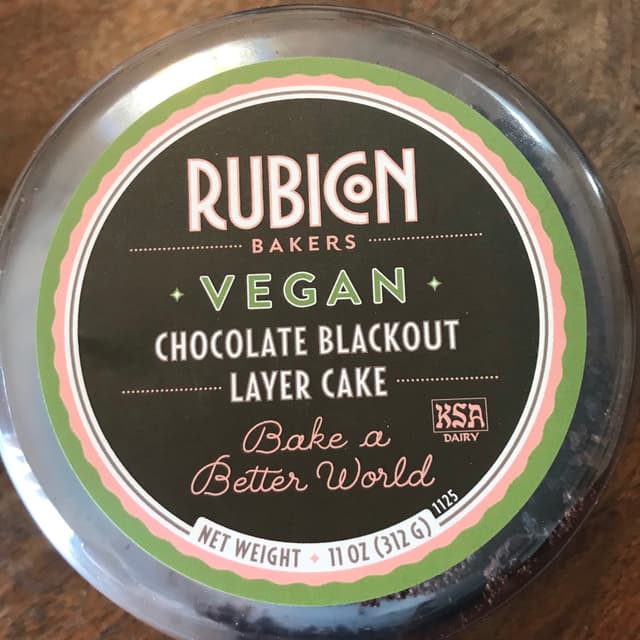 RUBICON
BAKERS
VEGAN
CHOCOLATE BLACKOUT
LAYER CAKE
KSA
DAIRY
Bake a
Better World
1125
NET WEIGHT 11 OZ (312 G)